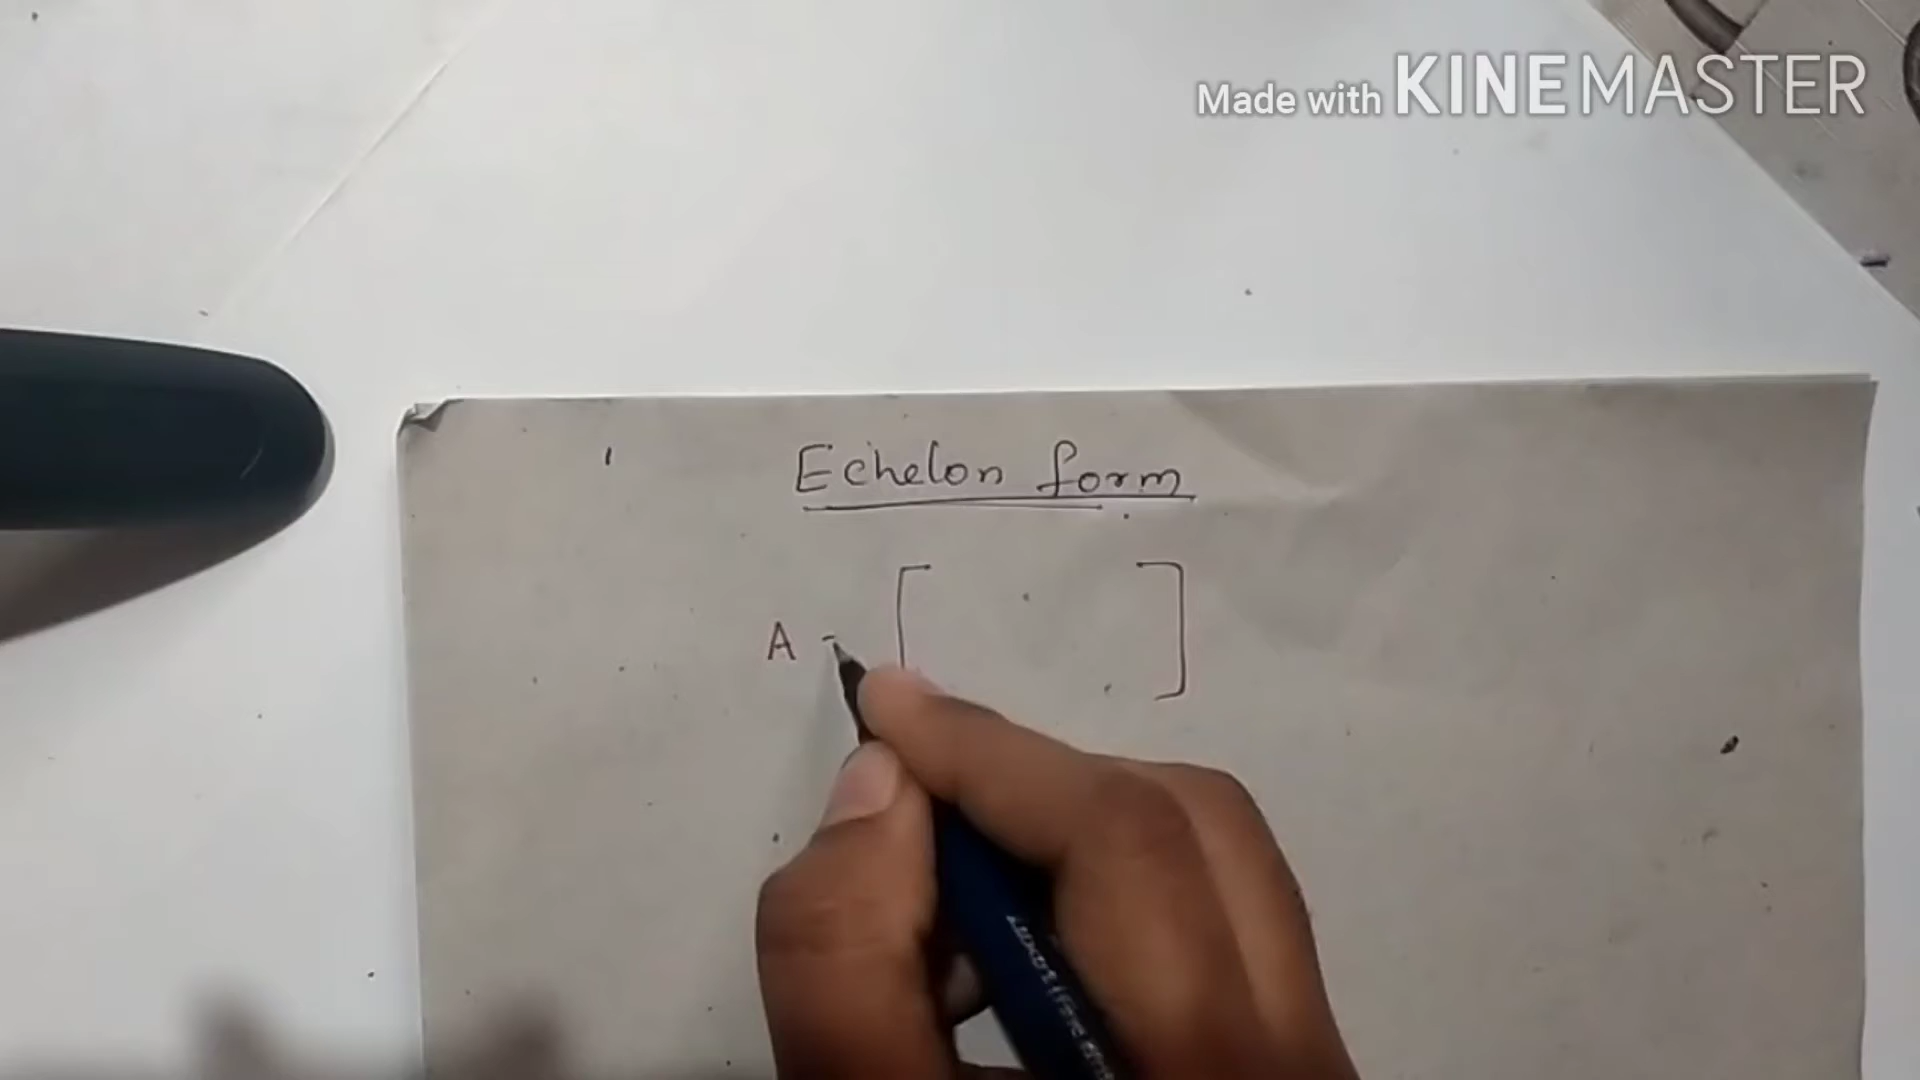 Made with KINEMASTER
Echelon form
A = [ ]